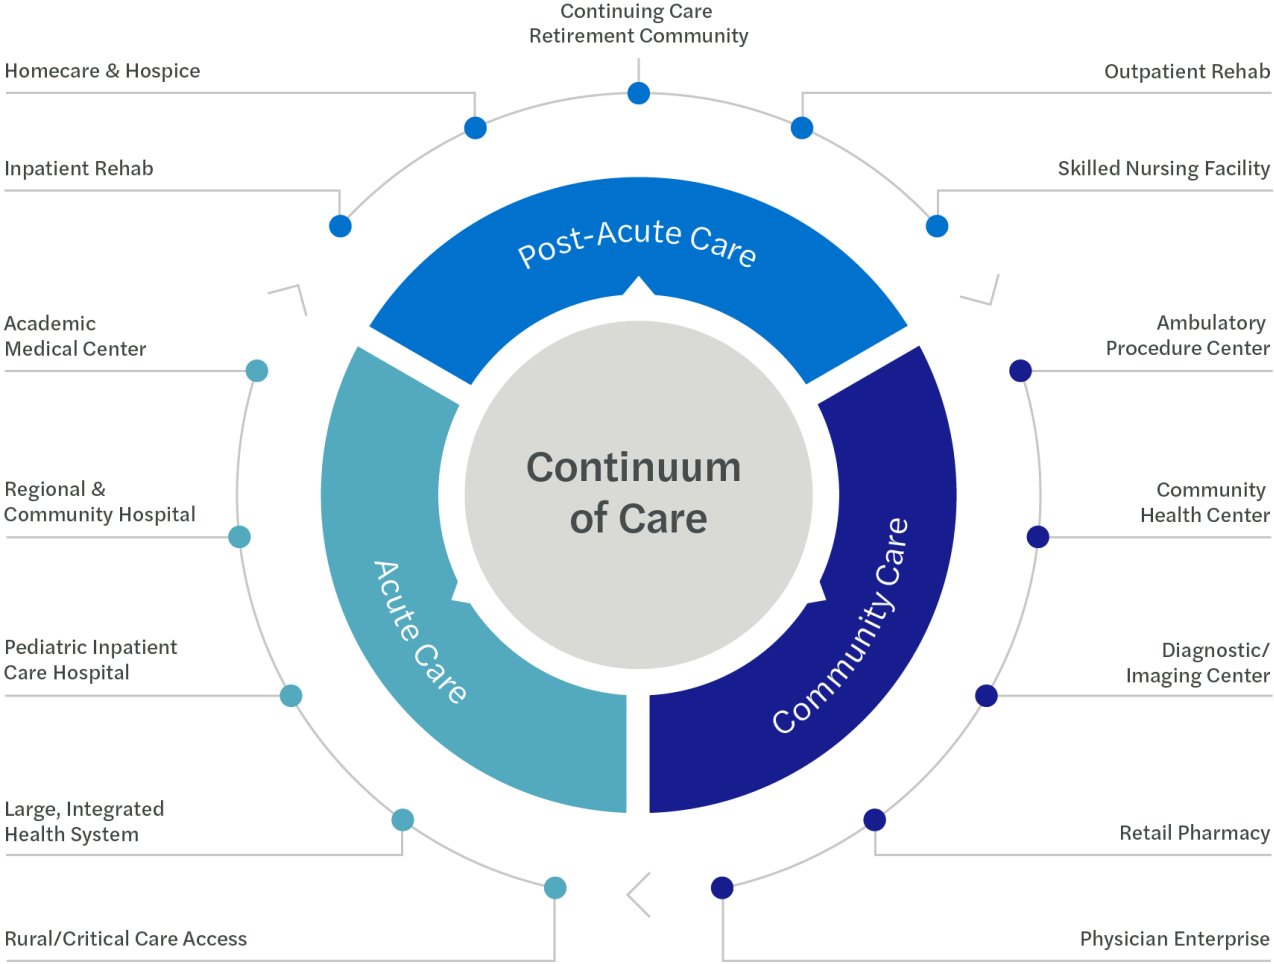 Continuing Care
Retirement Community
Homecare & Hospice
Outpatient Rehab
Inpatient Rehab
Skilled Nursing Facility
Post-Acute Care
Academic
Medical Center
Ambulatory
Procedure Center
Continuum
of Care
Regional &
Community Hospital
Community
Health Center
Acute Care
Community Care
Pediatric Inpatient
Care Hospital
Diagnostic/
Imaging Center
Large, Integrated
Health System
Retail Pharmacy
Rural/Critical Care Access
Physician Enterprise